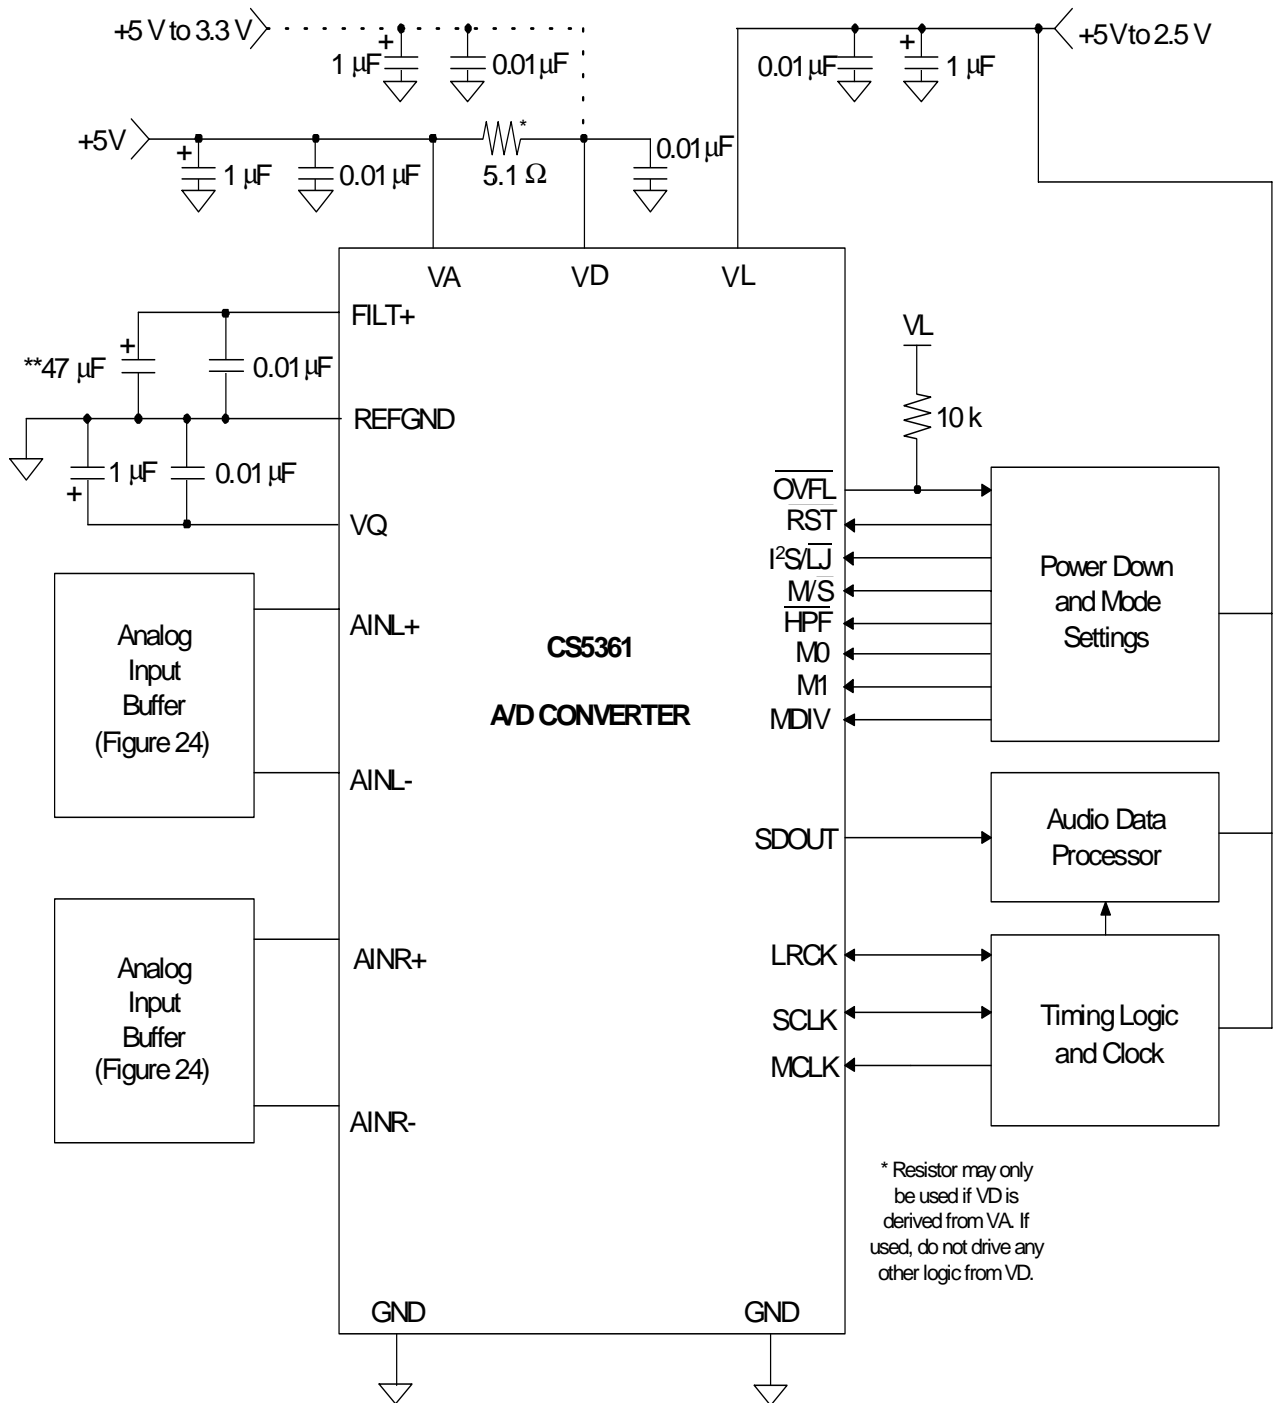 +5 V to 3.3 V
+
1 µF
0.01 µF
+5V to 2.5 V
0.01 µF
+
1 µF
+5V
+
1 µF
0.01 µF
*
5.1 Ω
0.01 µF
VA
VD
VL
FILT+
+
**47 µF
0.01 µF
REFGND
1 µF
+
0.01 µF
VQ
VL
10 k
OVFL
RST
I²S/LJ
M/S
HPF
M0
M1
MDIV
Power Down
and Mode
Settings
Analog
Input
Buffer
(Figure 24)
AINL+
AINL-
CS5361
A/D CONVERTER
SDOUT
Audio Data
Processor
Analog
Input
Buffer
(Figure 24)
AINR+
AINR-
LRCK
SCLK
MCLK
Timing Logic
and Clock
* Resistor may only
be used if VD is
derived from VA. If
used, do not drive any
other logic from VD.
GND
GND